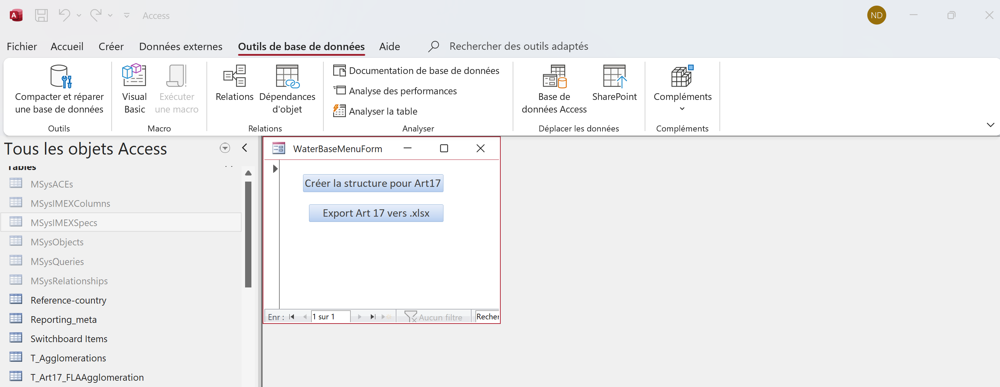 A
Access
ND
Fichier Accueil Créer Données externes Outils de base de données Aide Rechercher des outils adaptés
Compacter et réparer
une base de données
Outils
Visual
Basic
Exécuter
une macro
Macro
Relations
Dépendances
d'objet
Relations
Documentation de base de données
Analyse des performances
Analyser la table
Analyser
Base de
données Access
SharePoint
Déplacer les données
Compléments
Compléments
Tous les objets Access
Tables
MSysACEs
MSysIMEXColumns
MSysIMEXSpecs
MSysObjects
MSysQueries
MSysRelationships
Reference-country
Reporting_meta
Switchboard Items
T_Agglomerations
T_Art17_FLAAgglomeration
WaterBaseMenuForm
Créer la structure pour Art17
Export Art 17 vers .xlsx
Enr : 1 sur 1 Aucun filtre Recher